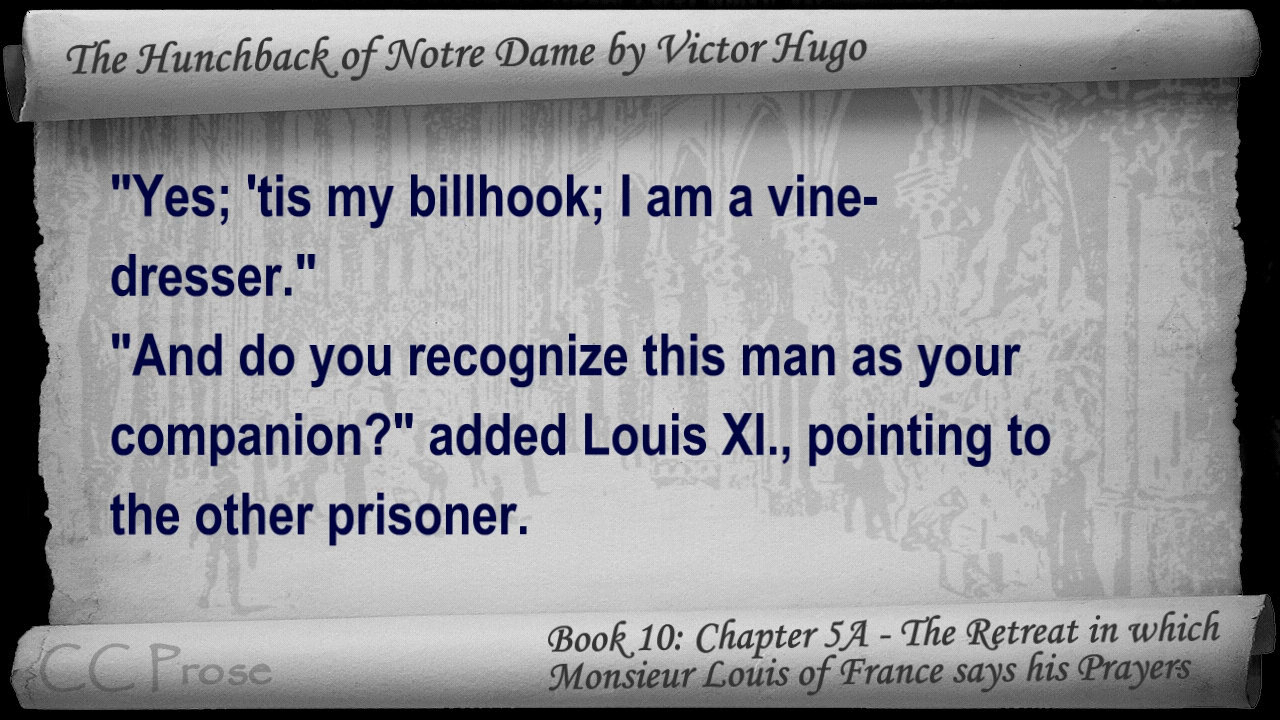 The Hunchback of Notre Dame by Victor Hugo
"Yes; 'tis my billhook; I am a vine-
dresser."
"And do you recognize this man as your
companion?" added Louis XI., pointing to
the other prisoner.
Book 10: Chapter 5A - The Retreat in which
Monsieur Louis of France says his Prayers
CC Prose